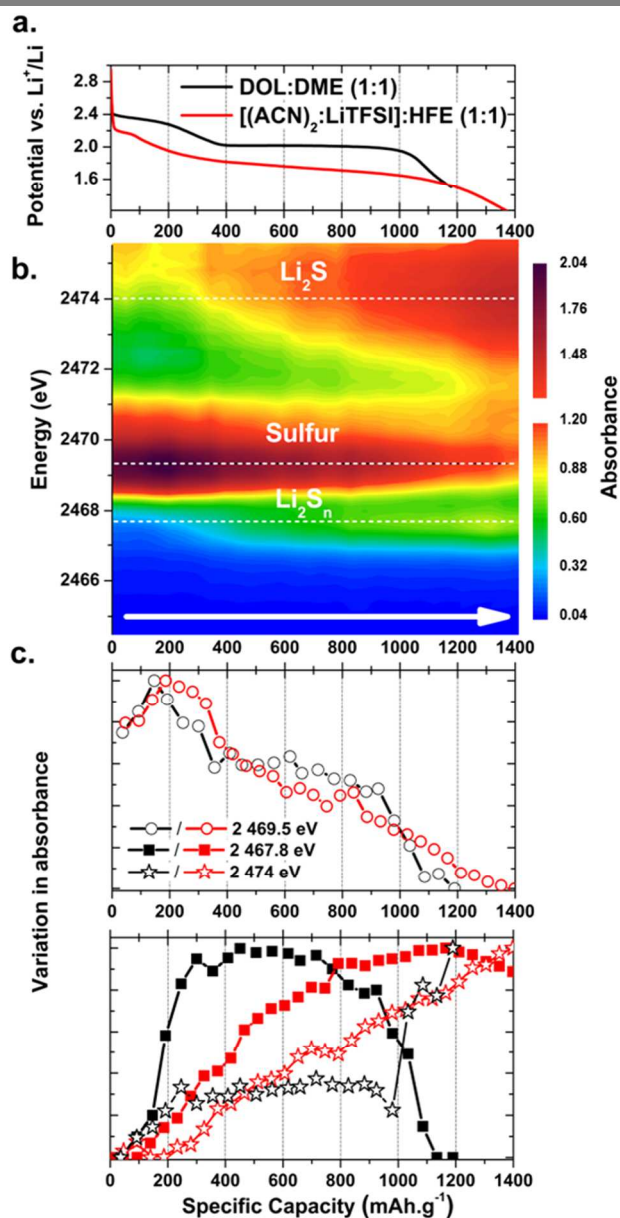 a.
Potential vs. Li⁺/Li
2.8
2.4
2.0
1.6
DOL:DME (1:1)
[(ACN)₂:LiTFSI]:HFE (1:1)
0 200 400 600 800 1000 1200 1400
b.
Energy (eV)
2474
2472
2470
2468
2466
Li₂S
Sulfur
Li₂Sₙ
2.04
1.76
1.48
1.20
0.88
0.60
0.32
0.04
Absorbance
0 200 400 600 800 1000 1200 1400
c.
Variation in absorbance
/ 2 469.5 eV
/ 2 467.8 eV
/ 2 474 eV
0 200 400 600 800 1000 1200 1400
0 200 400 600 800 1000 1200 1400
Specific Capacity (mAh.g⁻¹)